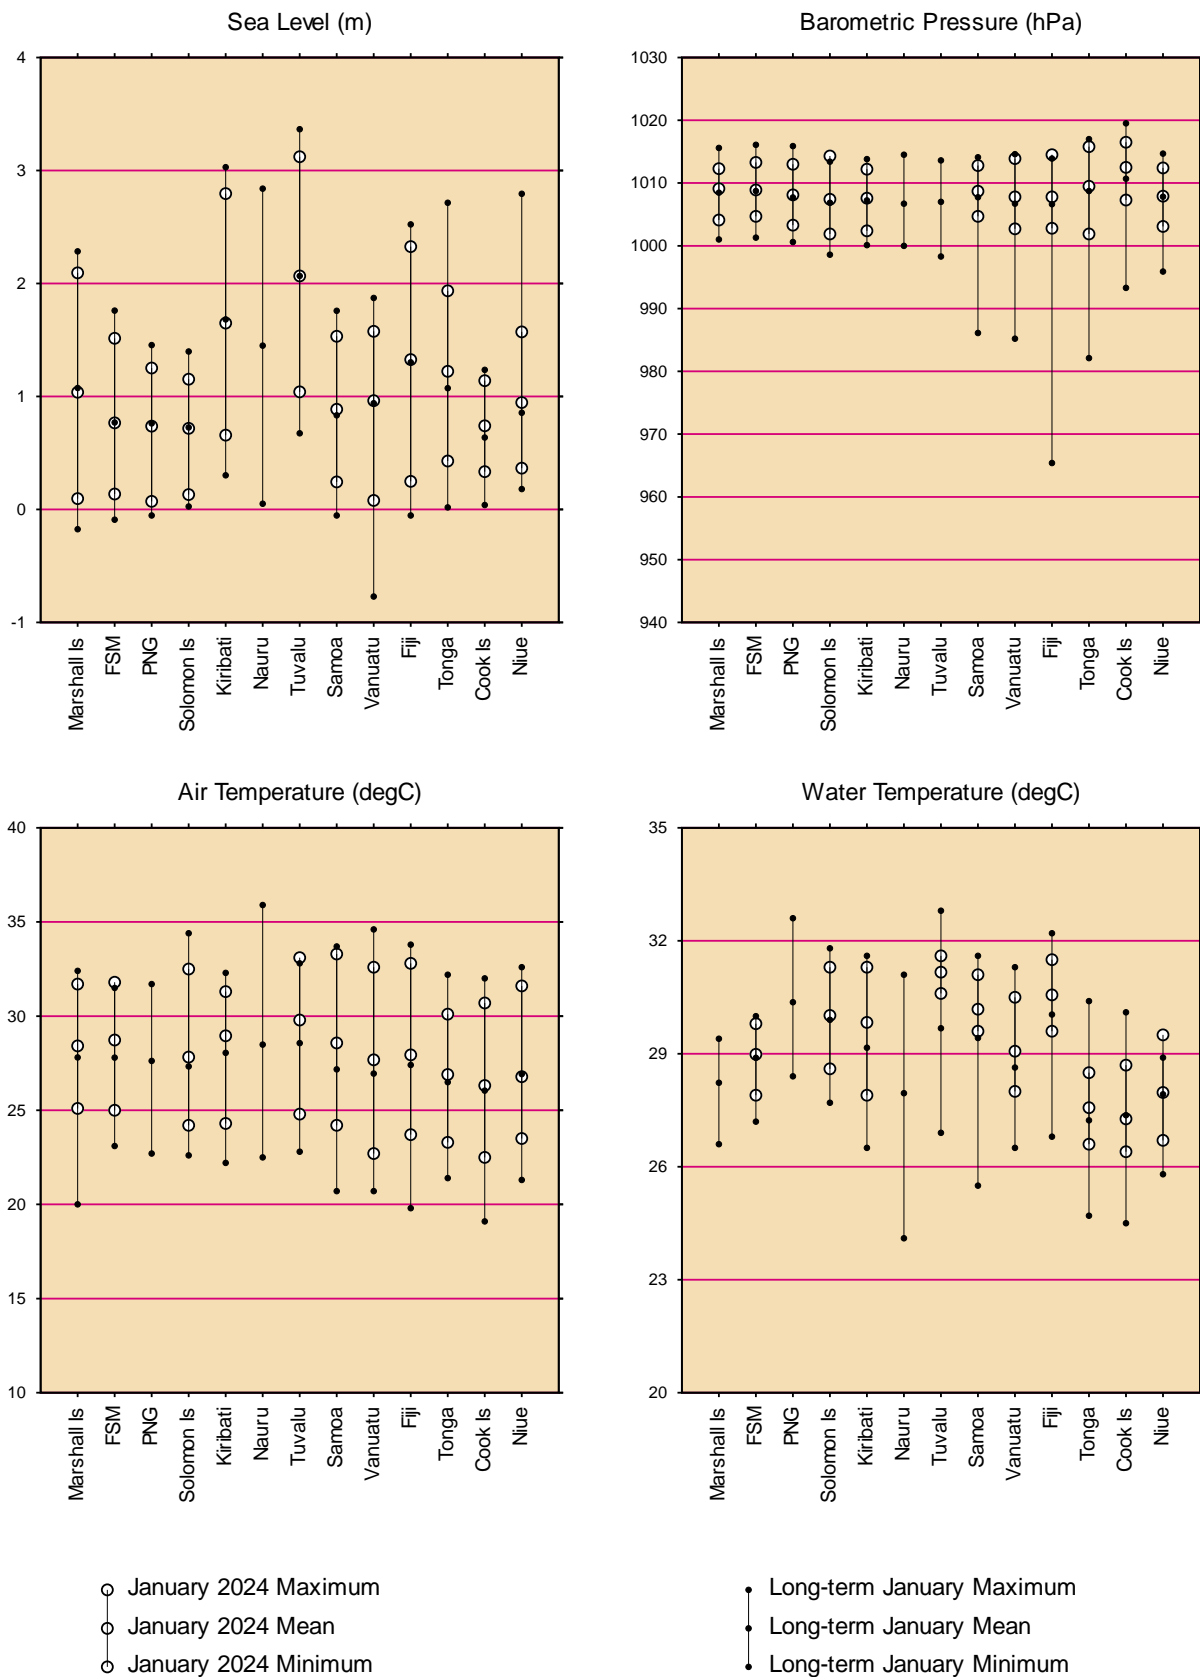 Sea Level (m)
4
3
2
1
0
-1
Marshall Is
FSM
PNG
Solomon Is
Kiribati
Nauru
Tuvalu
Samoa
Vanuatu
Fiji
Tonga
Cook Is
Niue
Barometric Pressure (hPa)
1030
1020
1010
1000
990
980
970
960
950
940
Marshall Is
FSM
PNG
Solomon Is
Kiribati
Nauru
Tuvalu
Samoa
Vanuatu
Fiji
Tonga
Cook Is
Niue
Air Temperature (degC)
40
35
30
25
20
15
10
Marshall Is
FSM
PNG
Solomon Is
Kiribati
Nauru
Tuvalu
Samoa
Vanuatu
Fiji
Tonga
Cook Is
Niue
Water Temperature (degC)
35
32
29
26
23
20
Marshall Is
FSM
PNG
Solomon Is
Kiribati
Nauru
Tuvalu
Samoa
Vanuatu
Fiji
Tonga
Cook Is
Niue
January 2024 Maximum
January 2024 Mean
January 2024 Minimum
Long-term January Maximum
Long-term January Mean
Long-term January Minimum